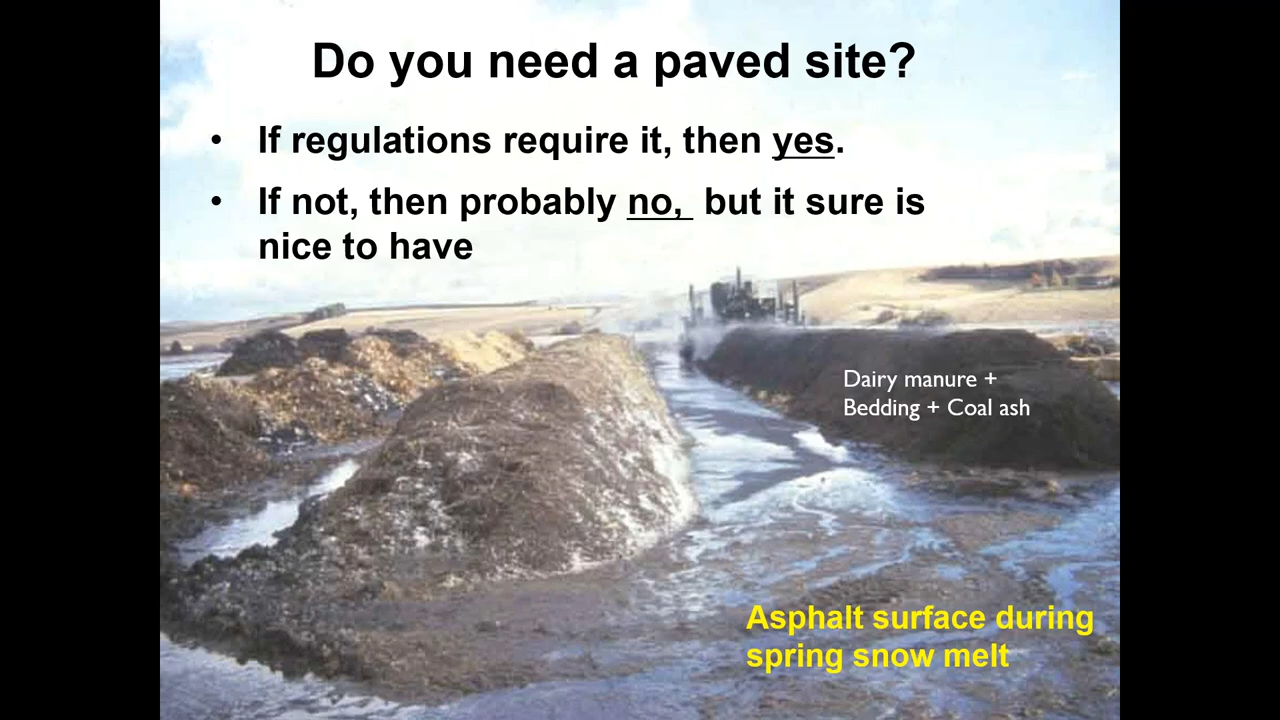 Do you need a paved site?
• If regulations require it, then yes.
• If not, then probably no, but it sure is
nice to have
Dairy manure +
Bedding + Coal ash
Asphalt surface during
spring snow melt